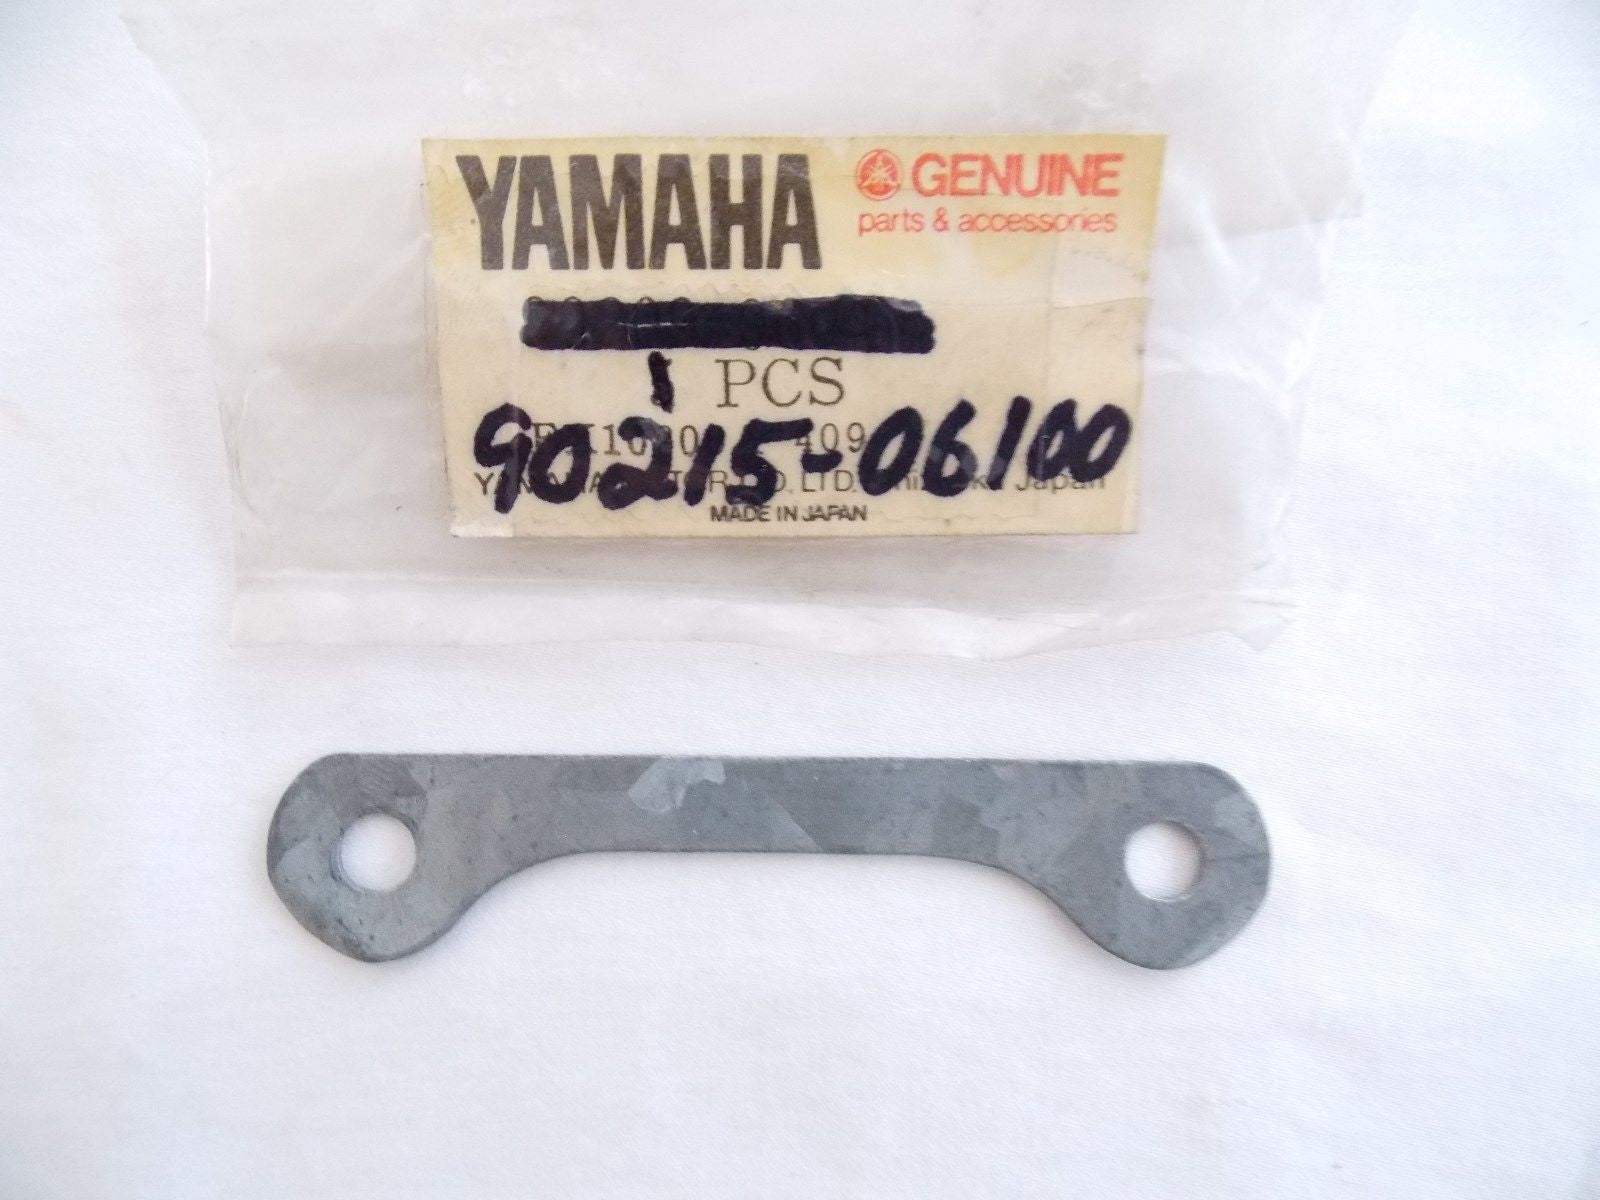 YAMAHA
GENUINE
parts & accessories
1 PCS
90215-06100
MADE IN JAPAN